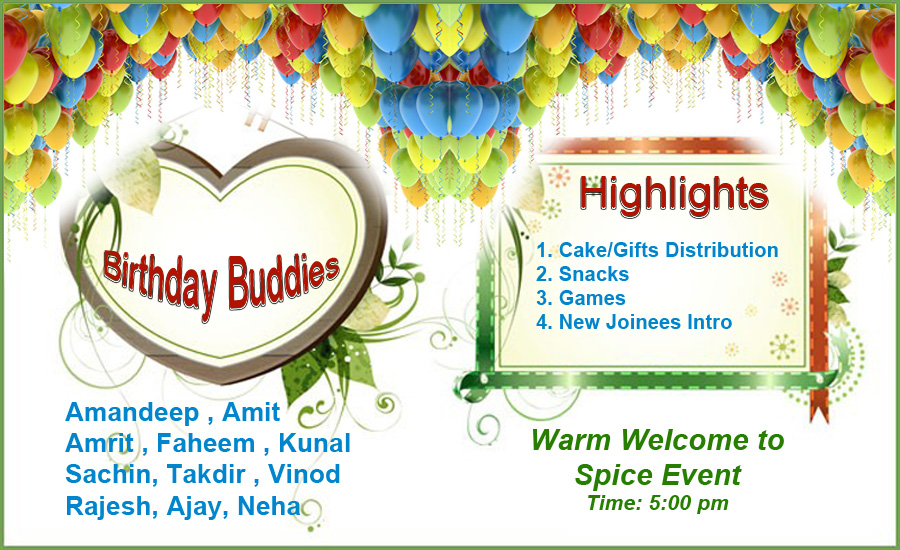 Birthday Buddies
Amandeep , Amit
Amrit , Faheem , Kunal
Sachin, Takdir , Vinod
Rajesh, Ajay, Neha
Highlights
1. Cake/Gifts Distribution
2. Snacks
3. Games
4. New Joinees Intro
Warm Welcome to
Spice Event
Time: 5:00 pm